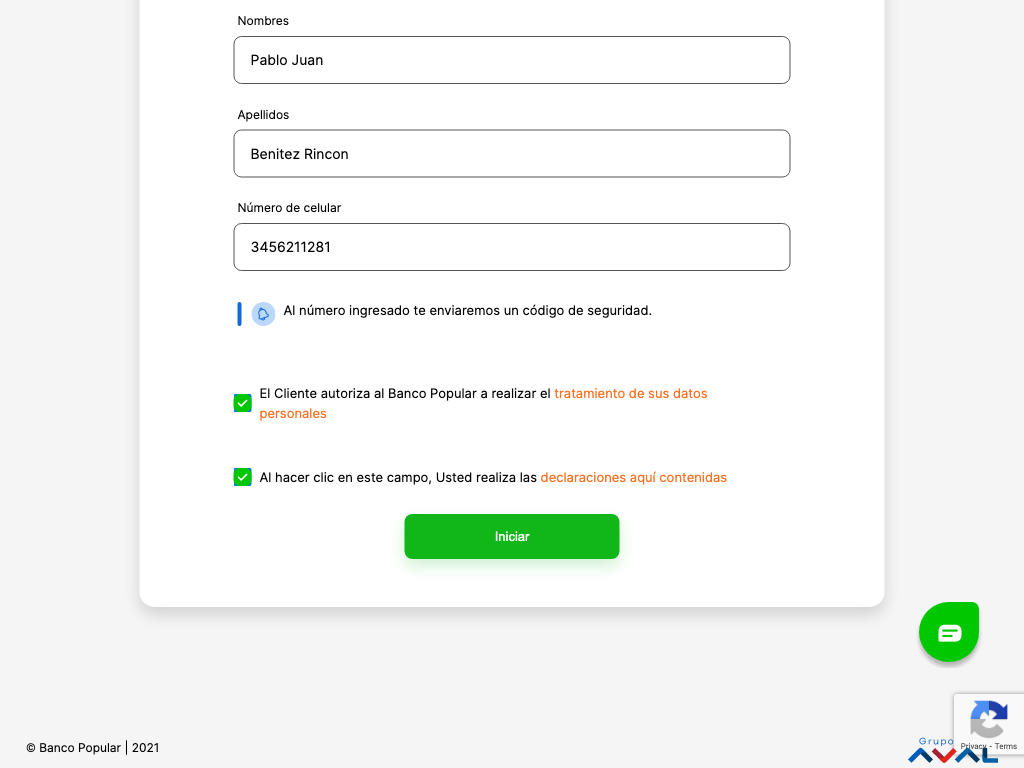 Nombres
Pablo Juan
Apellidos
Benitez Rincon
Número de celular
3456211281
Al número ingresado te enviaremos un código de seguridad.
El Cliente autoriza al Banco Popular a realizar el tratamiento de sus datos
personales
Al hacer clic en este campo, Usted realiza las declaraciones aquí contenidas
Iniciar
© Banco Popular | 2021
Grupo
AVAL
Privacy - Terms